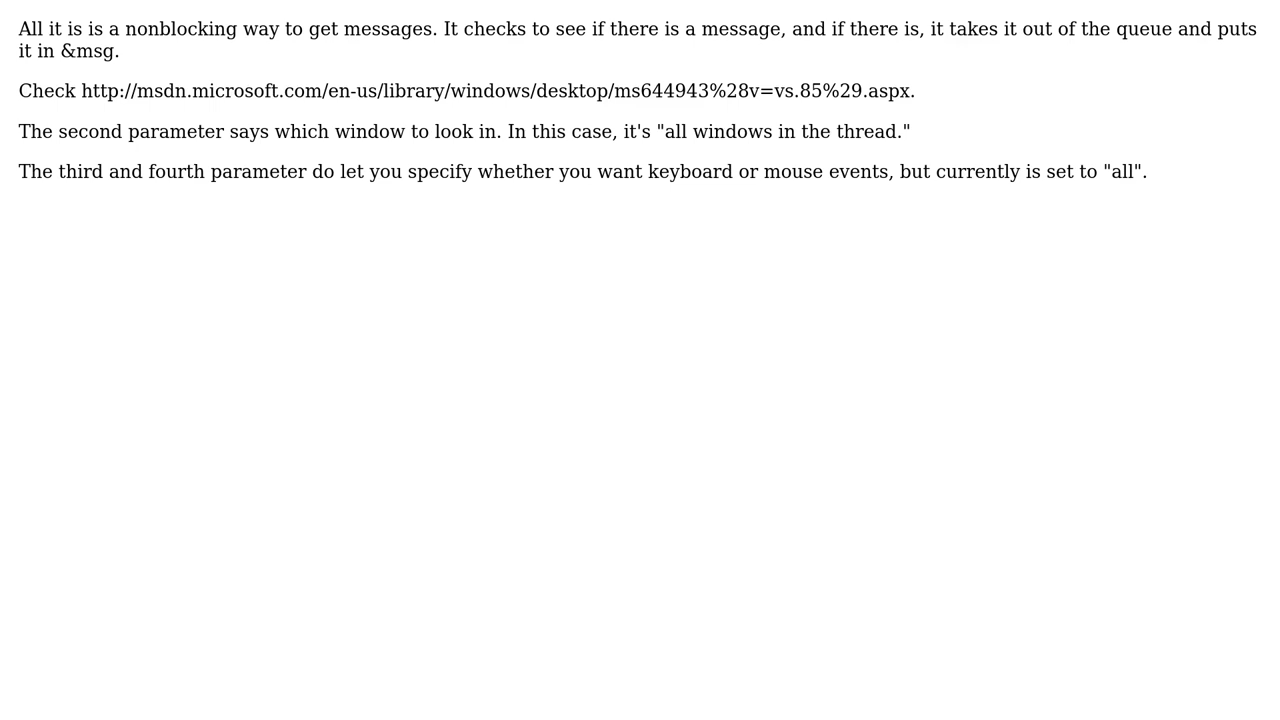 All it is is a nonblocking way to get messages. It checks to see if there is a message, and if there is, it takes it out of the queue and puts
it in &msg.
Check http://msdn.microsoft.com/en-us/library/windows/desktop/ms644943%28v=vs.85%29.aspx.
The second parameter says which window to look in. In this case, it's "all windows in the thread."
The third and fourth parameter do let you specify whether you want keyboard or mouse events, but currently is set to "all".